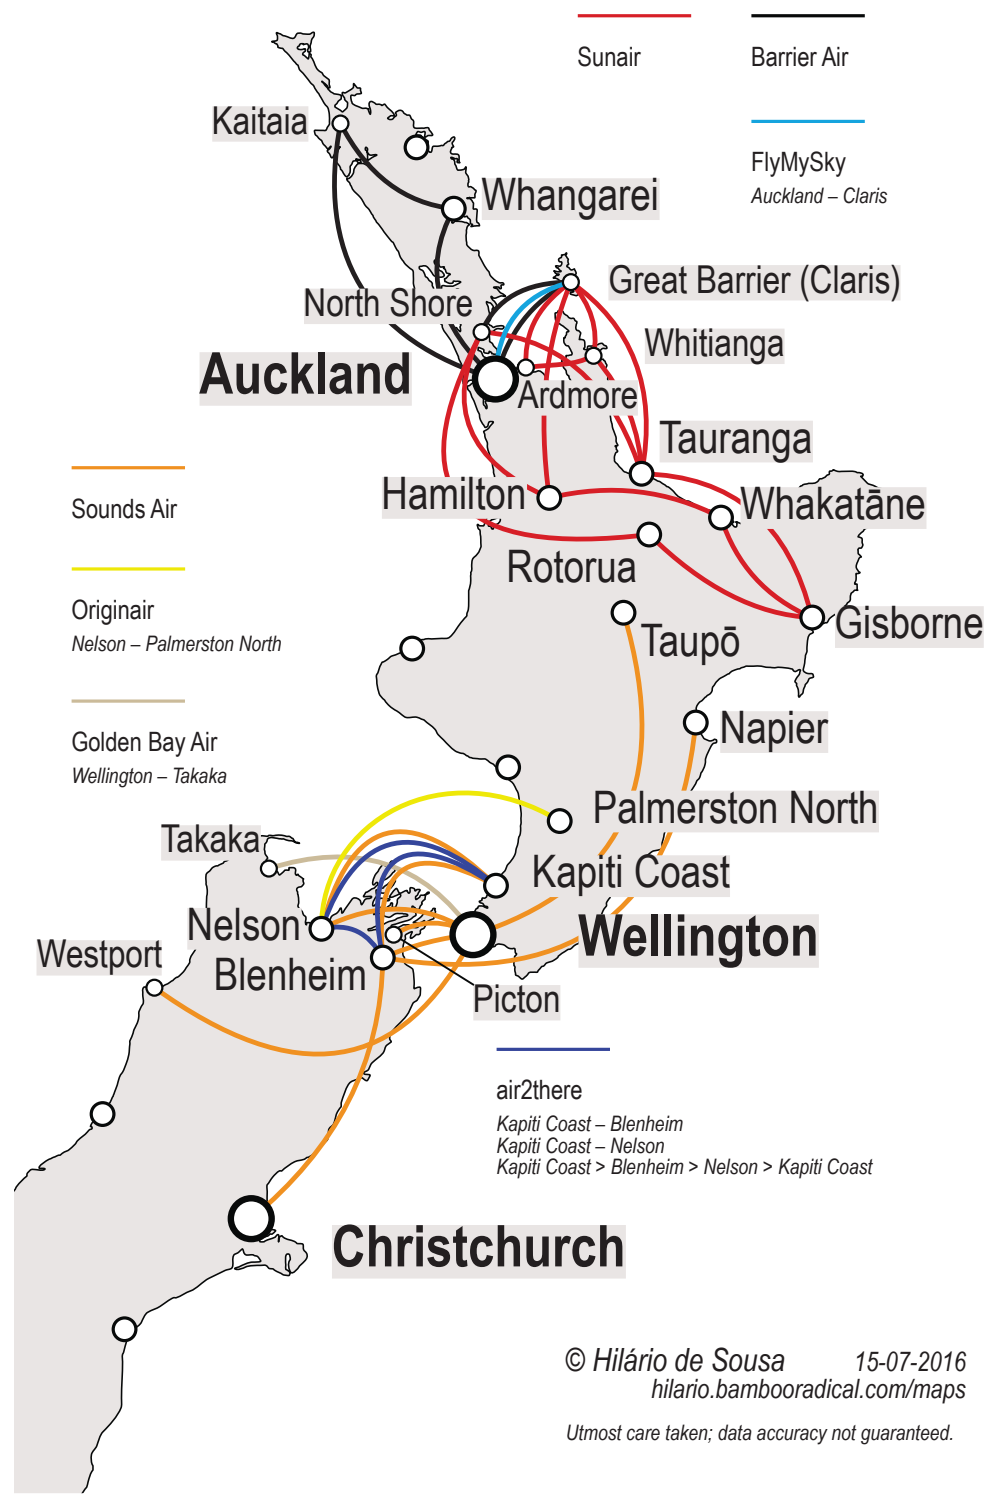 Sunair
Barrier Air
Kaitaia
FlyMySky
Auckland – Claris
Whangarei
Great Barrier (Claris)
North Shore
Whitianga
Auckland
Ardmore
Tauranga
Sounds Air
Hamilton
Whakatāne
Rotorua
Originair
Nelson – Palmerston North
Taupō
Gisborne
Golden Bay Air
Wellington – Takaka
Napier
Palmerston North
Takaka
Kapiti Coast
Nelson
Wellington
Westport
Blenheim
Picton
air2there
Kapiti Coast – Blenheim
Kapiti Coast – Nelson
Kapiti Coast > Blenheim > Nelson > Kapiti Coast
Christchurch
© Hilário de Sousa 15-07-2016
hilario.bambooradical.com/maps
Utmost care taken; data accuracy not guaranteed.